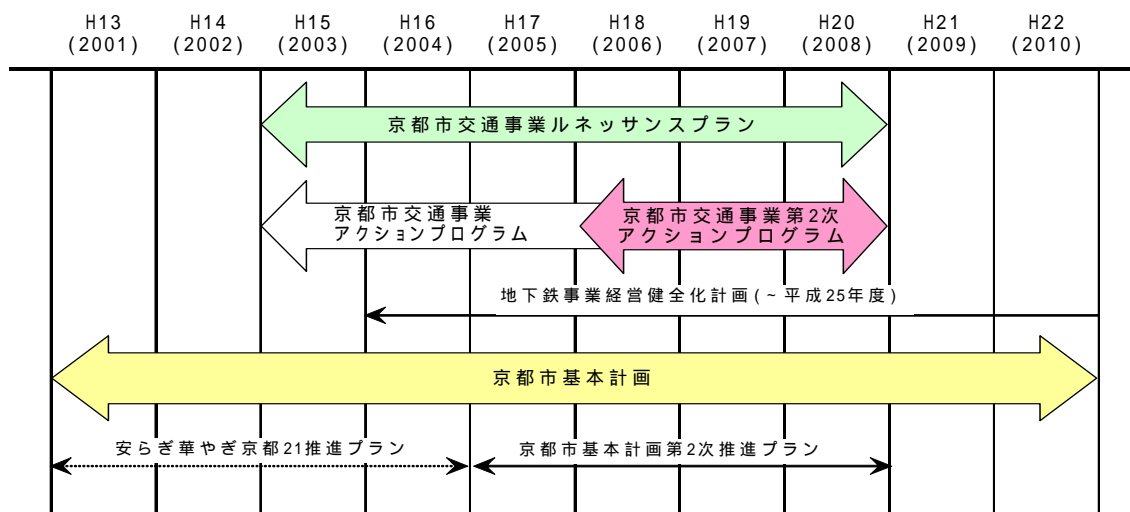 H13 H14 H15 H16 H17 H18 H19 H20 H21 H22
(2001) (2002) (2003) (2004) (2005) (2006) (2007) (2008) (2009) (2010)
京都市交通事業ルネッサンスプラン
京都市交通事業
アクションプログラム
京都市交通事業第2次
アクションプログラム
地下鉄事業経営健全化計画(~平成25年度)
京都市基本計画
安らぎ華やぎ京都21推進プラン
京都市基本計画第2次推進プラン